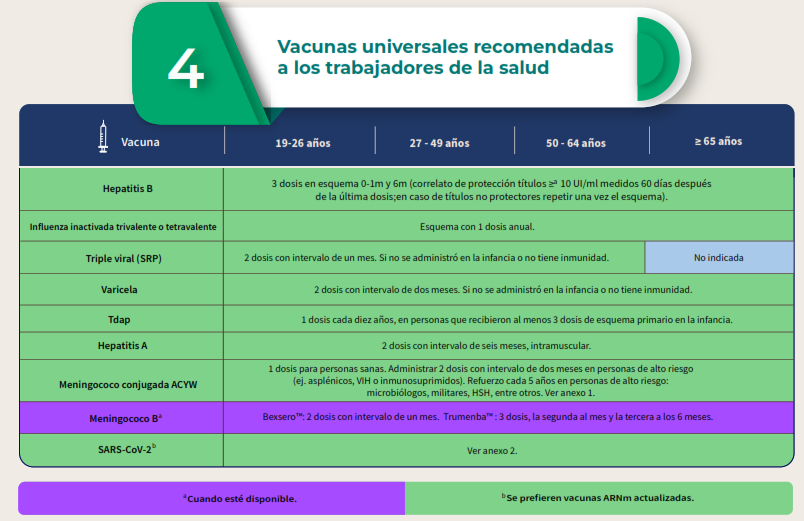 4
Vacunas universales recomendadas
a los trabajadores de la salud
Vacuna
19-26 años
27 - 49 años
50 - 64 años
≥ 65 años
Hepatitis B
3 dosis en esquema 0-1m y 6m (correlato de protección títulos ≥ª 10 UI/ml medidos 60 días después
de la última dosis;en caso de títulos no protectores repetir una vez el esquema).
Influenza inactivada trivalente o tetravalente
Esquema con 1 dosis anual.
Triple viral (SRP)
2 dosis con intervalo de un mes. Si no se administró en la infancia o no tiene inmunidad.
No indicada
Varicela
2 dosis con intervalo de dos meses. Si no se administró en la infancia o no tiene inmunidad.
Tdap
1 dosis cada diez años, en personas que recibieron al menos 3 dosis de esquema primario en la infancia.
Hepatitis A
2 dosis con intervalo de seis meses, intramuscular.
Meningococo conjugada ACYW
1 dosis para personas sanas. Administrar 2 dosis con intervalo de dos meses en personas de alto riesgo
(ej. asplénicos, VIH o inmunosuprimidos). Refuerzo cada 5 años en personas de alto riesgo:
microbiólogos, militares, HSH, entre otros. Ver anexo 1.
Meningococo Bª
Bexsero™: 2 dosis con intervalo de un mes. Trumenba™ : 3 dosis, la segunda al mes y la tercera a los 6 meses.
SARS-CoV-2ᵇ
Ver anexo 2.
ªCuando esté disponible.
ᵇSe prefieren vacunas ARNm actualizadas.